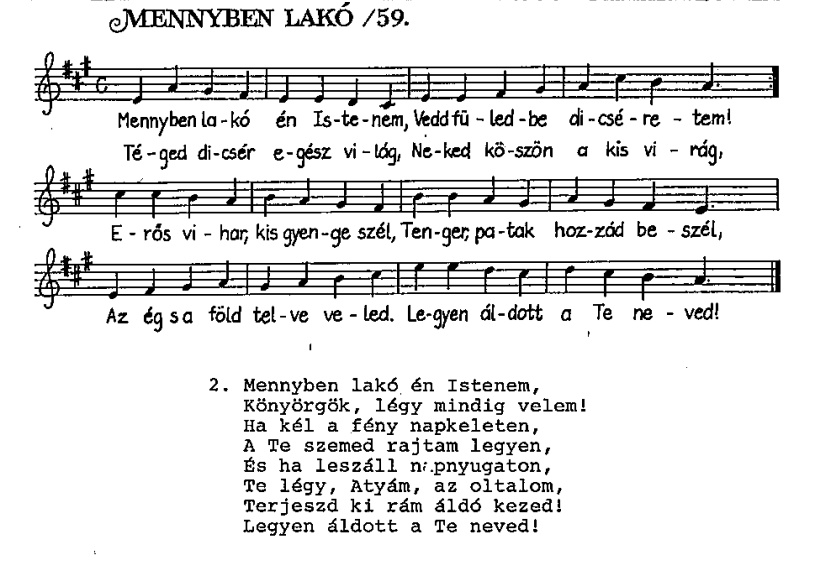 MENNYBEN LAKÓ /59.
Mennyben la-kó én Is-te-nem, Vedd fü-led-be di-csé-re-tem!
Té-ged di-csér e-gész vi-lág, Ne-ked kö-szön a kis vi-rág,
E-rős vi-har, kis gyen-ge szél, Ten-ger, pa-tak hoz-zád be-szél,
Az ég s a föld tel-ve ve-led. Le-gyen ál-dott a Te ne-ved!
2. Mennyben lakó én Istenem,
Könyörgök, légy mindig velem!
Ha kél a fény napkeleten,
A Te szemed rajtam legyen,
És ha leszáll napnyugaton,
Te légy, Atyám, az oltalom,
Terjeszd ki rám áldó kezed!
Legyen áldott a Te neved!